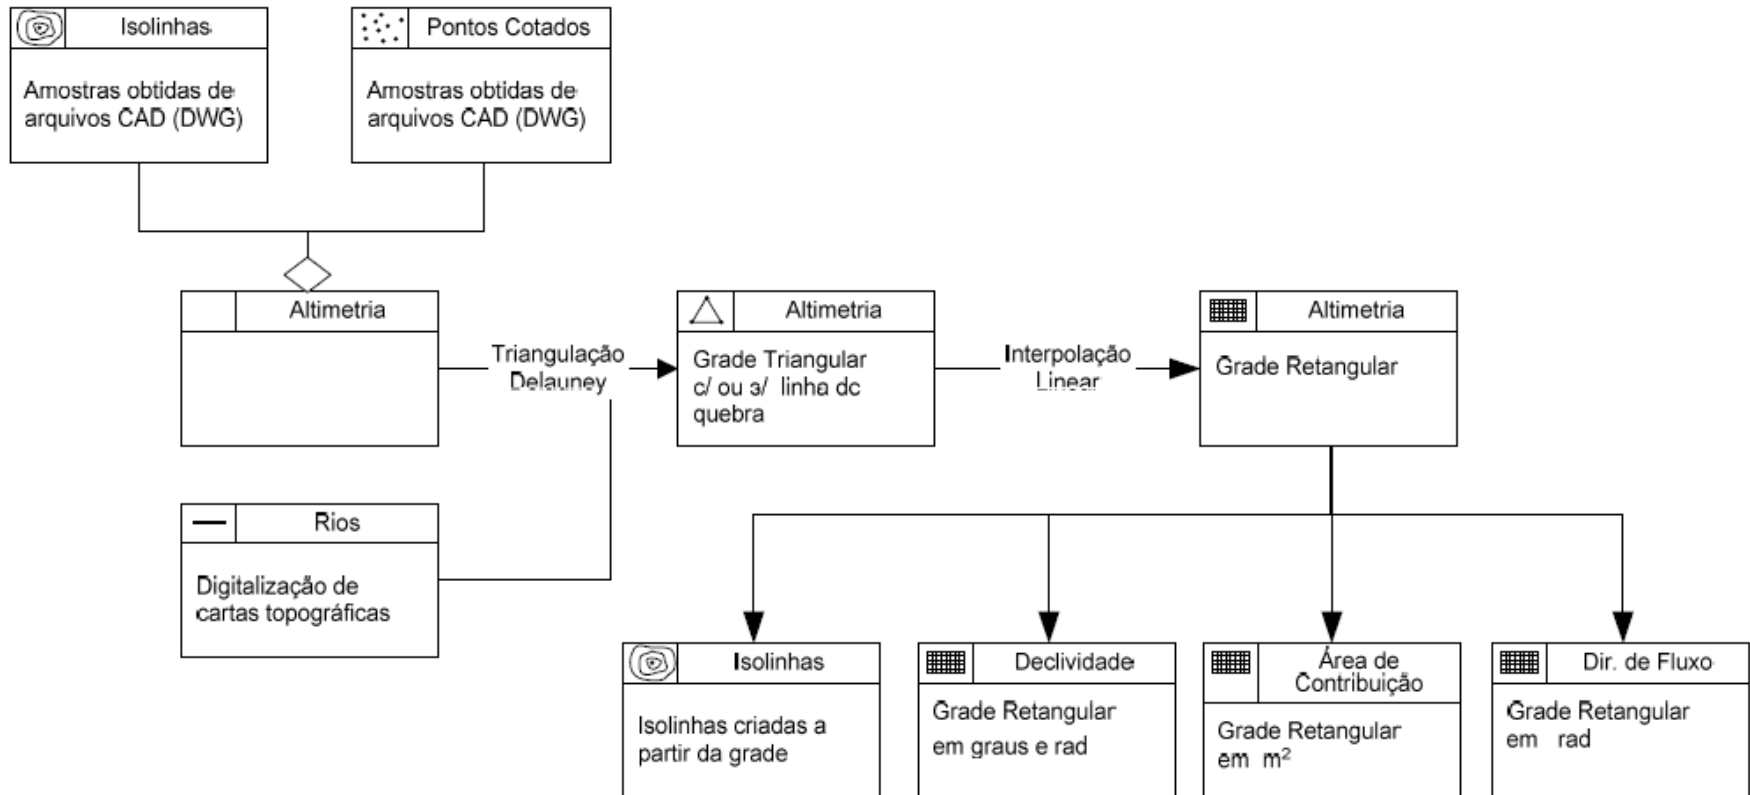 Isolinhas
Amostras obtidas de
arquivos CAD (DWG)
Pontos Cotados
Amostras obtidas de
arquivos CAD (DWG)
Altimetria
Triangulação
Delauney
Altimetria
Grade Triangular
c/ ou s/ linha de
quebra
Interpolação
Linear
Altimetria
Grade Retangular
Rios
Digitalização de
cartas topográficas
Isolinhas
Isolinhas criadas a
partir da grade
Declividade
Grade Retangular
em graus e rad
Área de
Contribuição
Grade Retangular
em m²
Dir. de Fluxo
Grade Retangular
em rad